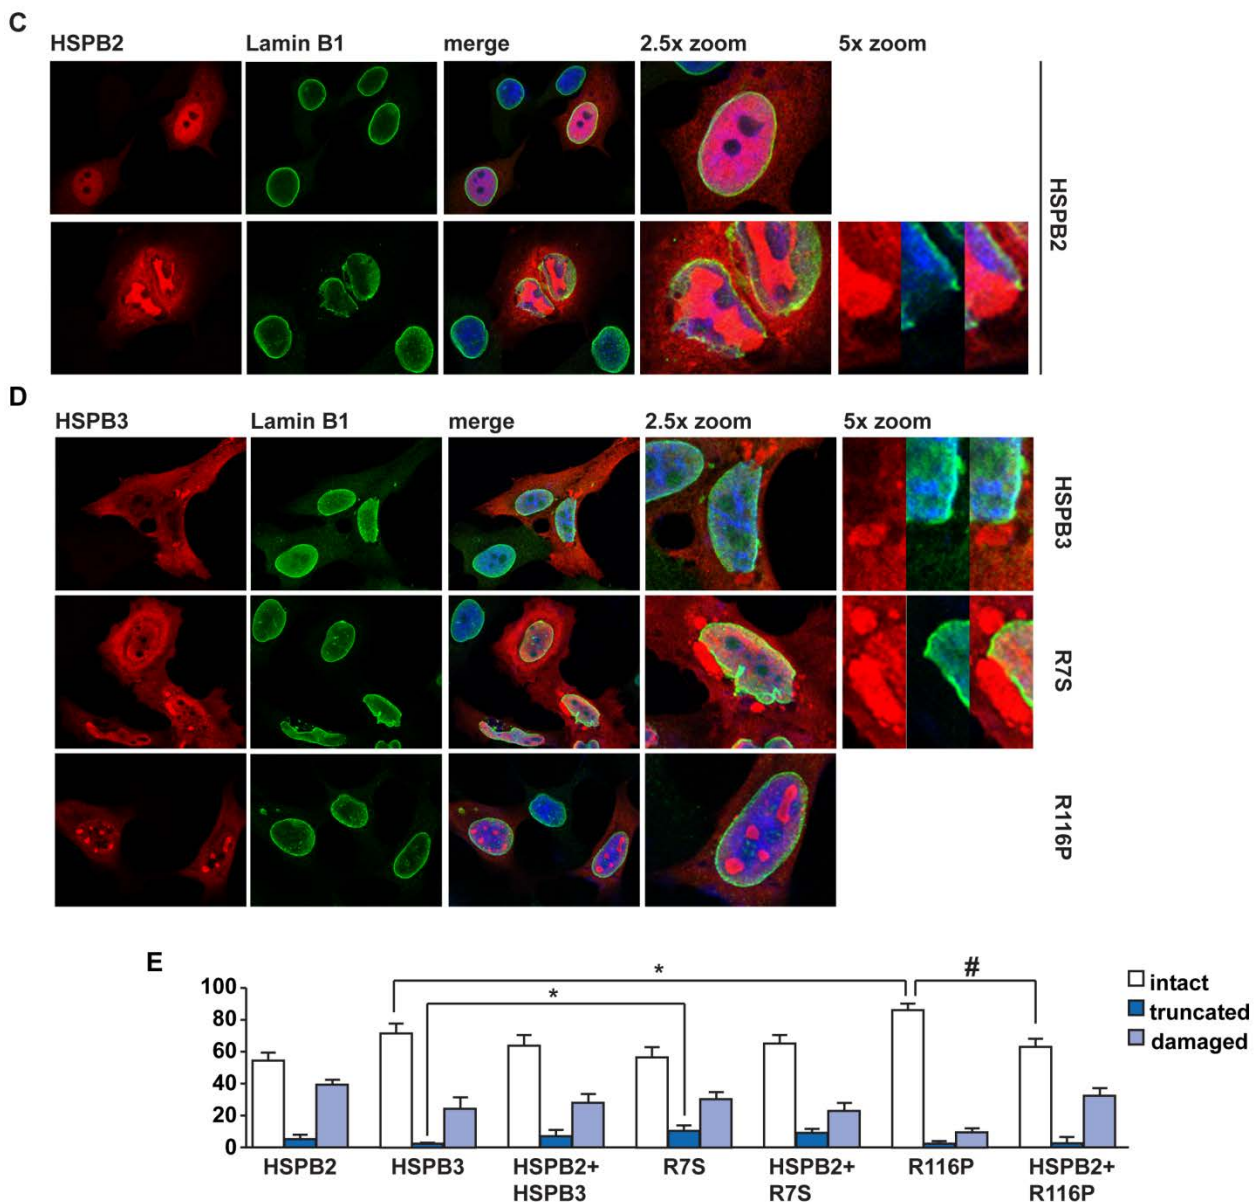 C
HSPB2 Lamin B1 merge 2.5x zoom 5x zoom
HSPB2
D
HSPB3 Lamin B1 merge 2.5x zoom 5x zoom
HSPB3
R7S
R116P
E
100
80
60
40
20
0
* #
*
intact
truncated
damaged
HSPB2 HSPB3 HSPB2+ R7S HSPB2+ R116P HSPB2+
HSPB3 R7S R116P